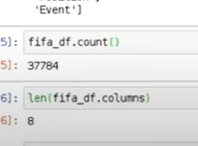 'Event']
5]: fifa_df.count()
5]: 37784
6]: len(fifa_df.columns)
6]: 8